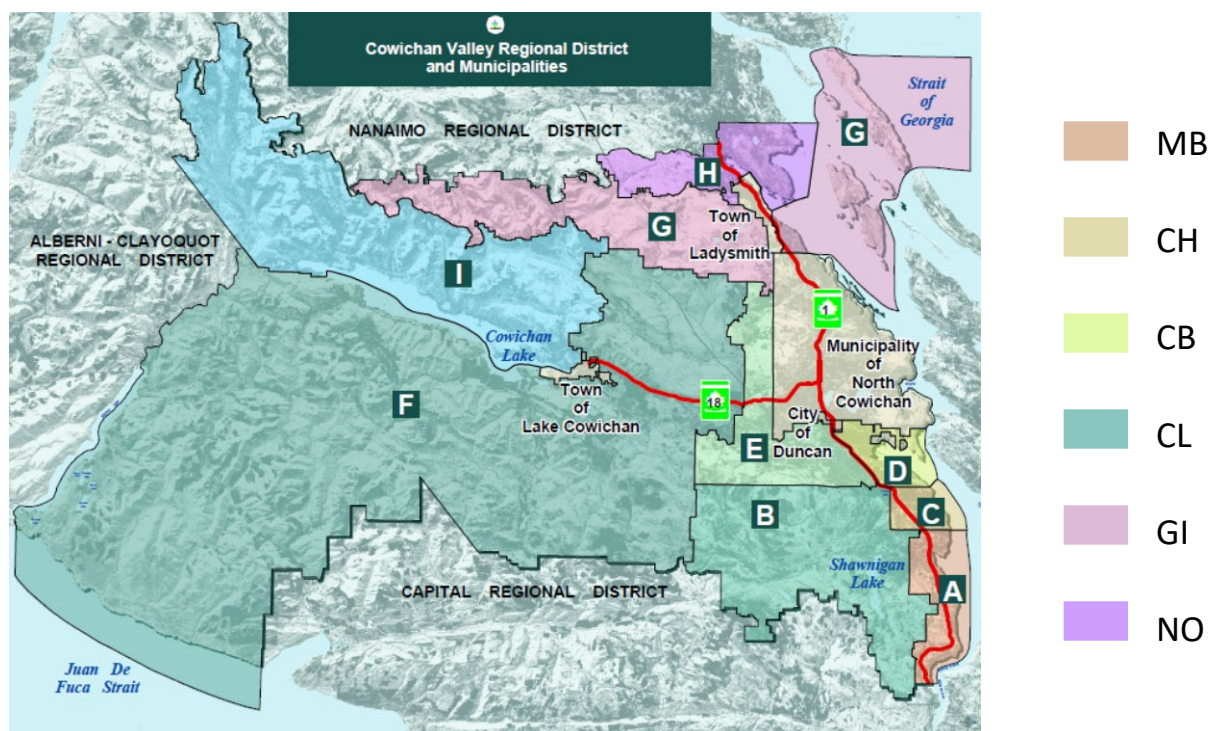 Cowichan Valley Regional District
and Municipalities
Strait
of
Georgia
NANAIMO REGIONAL DISTRICT
G
H
Town
of
Ladysmith
G
ALBERNI - CLAYOQUOT
REGIONAL DISTRICT
I
1
Cowichan
Lake
Municipality
of
North
Cowichan
Town
of
Lake Cowichan
F
18
City
of
Duncan
E
D
B
C
Shawnigan
Lake
A
CAPITAL REGIONAL DISTRICT
Juan De
Fuca Strait
MB
CH
CB
CL
GI
NO